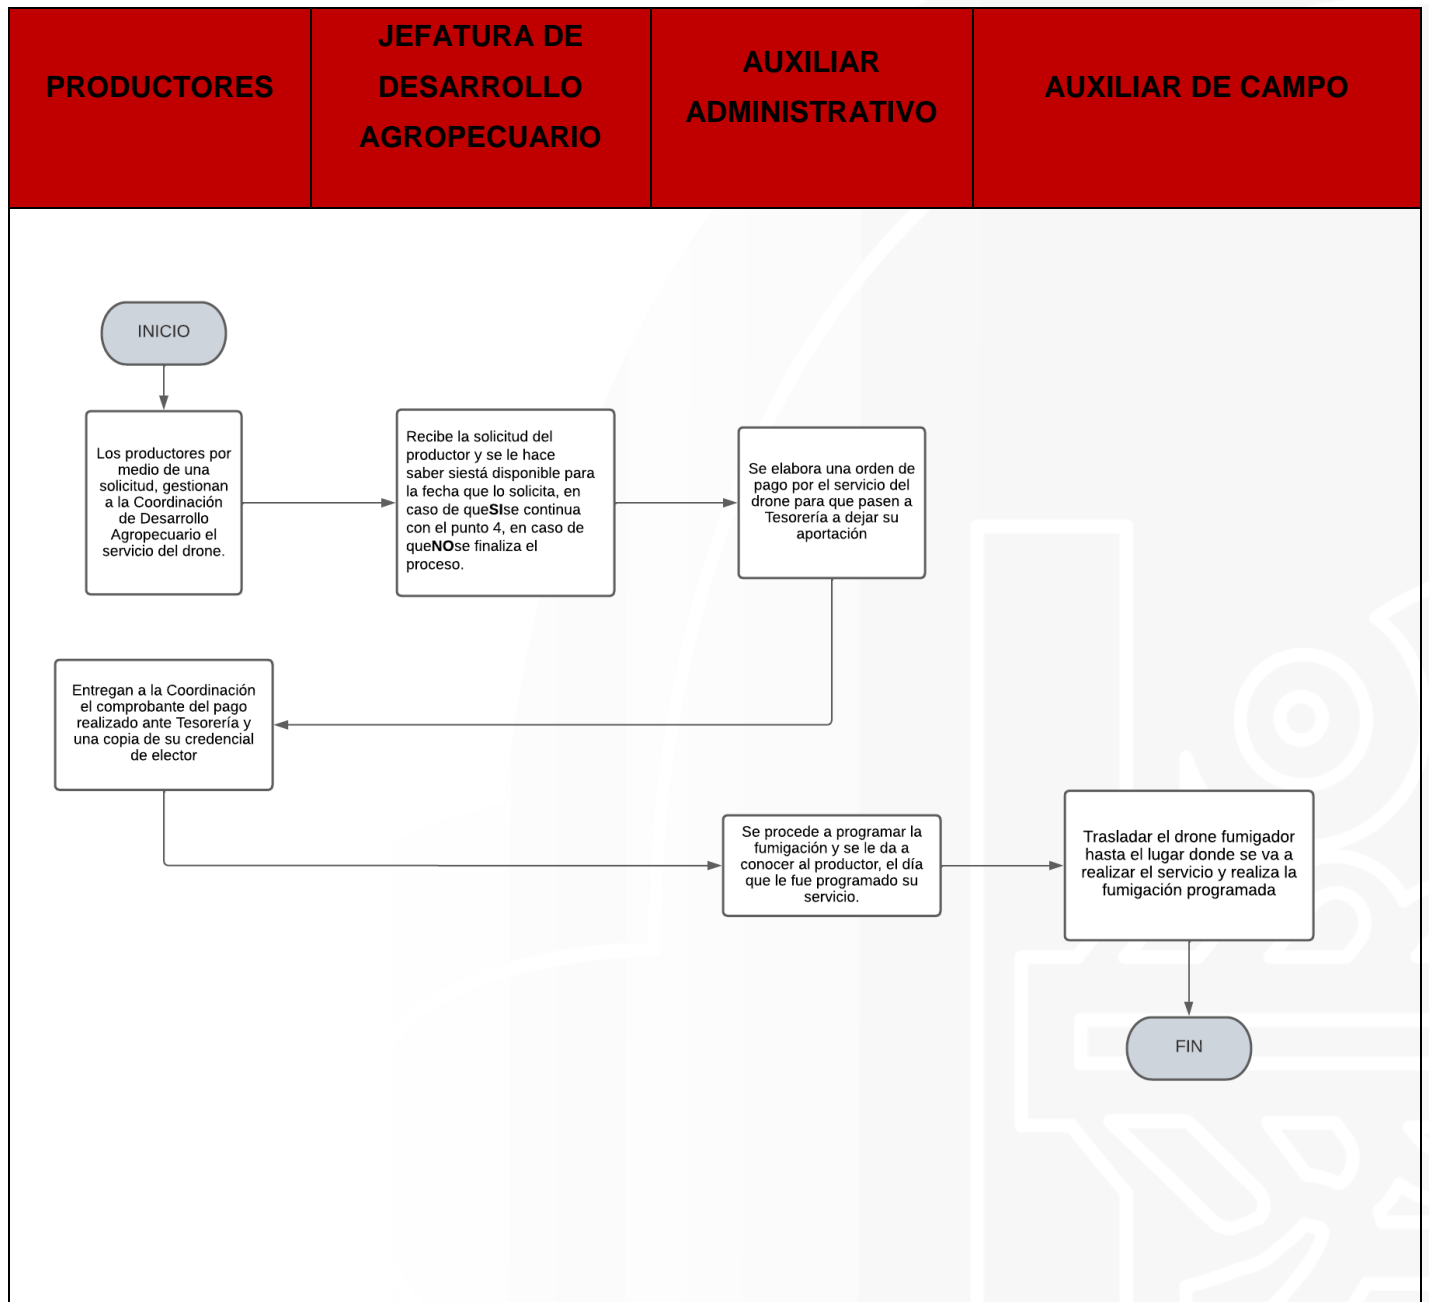 PRODUCTORES
JEFATURA DE
DESARROLLO
AGROPECUARIO
AUXILIAR
ADMINISTRATIVO
AUXILIAR DE CAMPO
INICIO
Los productores por
medio de una
solicitud, gestionan
a la Coordinación
de Desarrollo
Agropecuario el
servicio del drone.
Recibe la solicitud del
productor y se le hace
saber siestá disponible para
la fecha que lo solicita, en
caso de queSIse continua
con el punto 4, en caso de
queNOse finaliza el
proceso.
Se elabora una orden de
pago por el servicio del
drone para que pasen a
Tesorería a dejar su
aportación
Entregan a la Coordinación
el comprobante del pago
realizado ante Tesorería y
una copia de su credencial
de elector
Se procede a programar la
fumigación y se le da a
conocer al productor, el día
que le fue programado su
servicio.
Trasladar el drone fumigador
hasta el lugar donde se va a
realizar el servicio y realiza la
fumigación programada
FIN